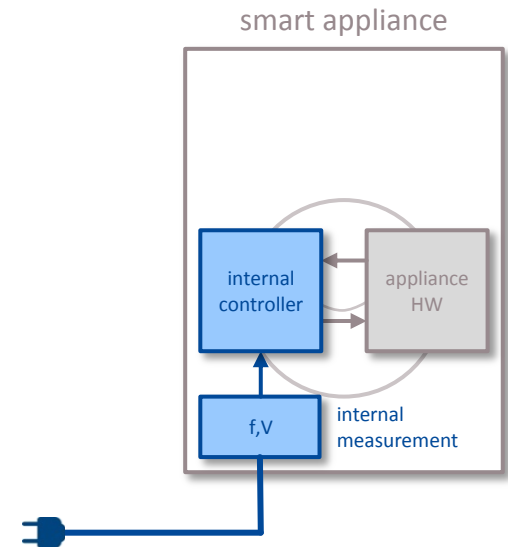 smart appliance
internal
controller
appliance
HW
f,V
internal
measurement